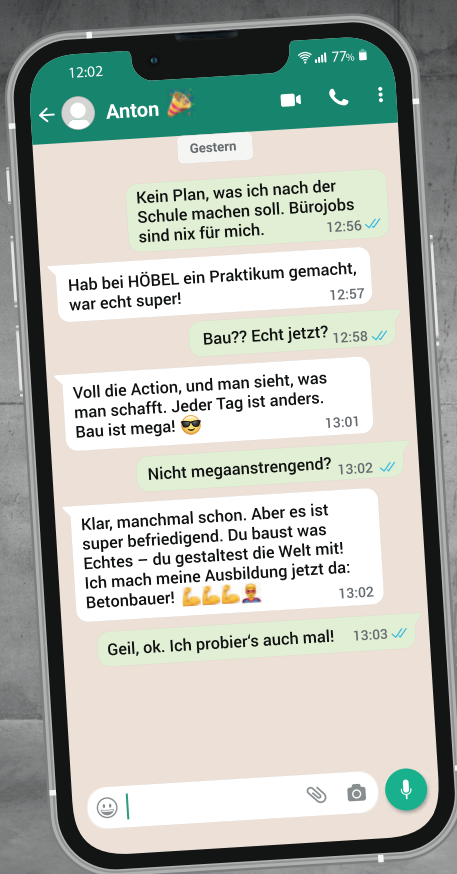 12:02
77%
Anton 🎉
Gestern
Kein Plan, was ich nach der
Schule machen soll. Bürojobs
sind nix für mich. 12:56
Hab bei HÖBEL ein Praktikum gemacht,
war echt super! 12:57
Bau?? Echt jetzt? 12:58
Voll die Action, und man sieht, was
man schafft. Jeder Tag ist anders.
Bau ist mega! 😎 13:01
Nicht megaanstrengend? 13:02
Klar, manchmal schon. Aber es ist
super befriedigend. Du baust was
Echtes – du gestaltest die Welt mit!
Ich mach meine Ausbildung jetzt da:
Betonbauer! 💪💪💪👷 13:02
Geil, ok. Ich probier‘s auch mal! 13:03